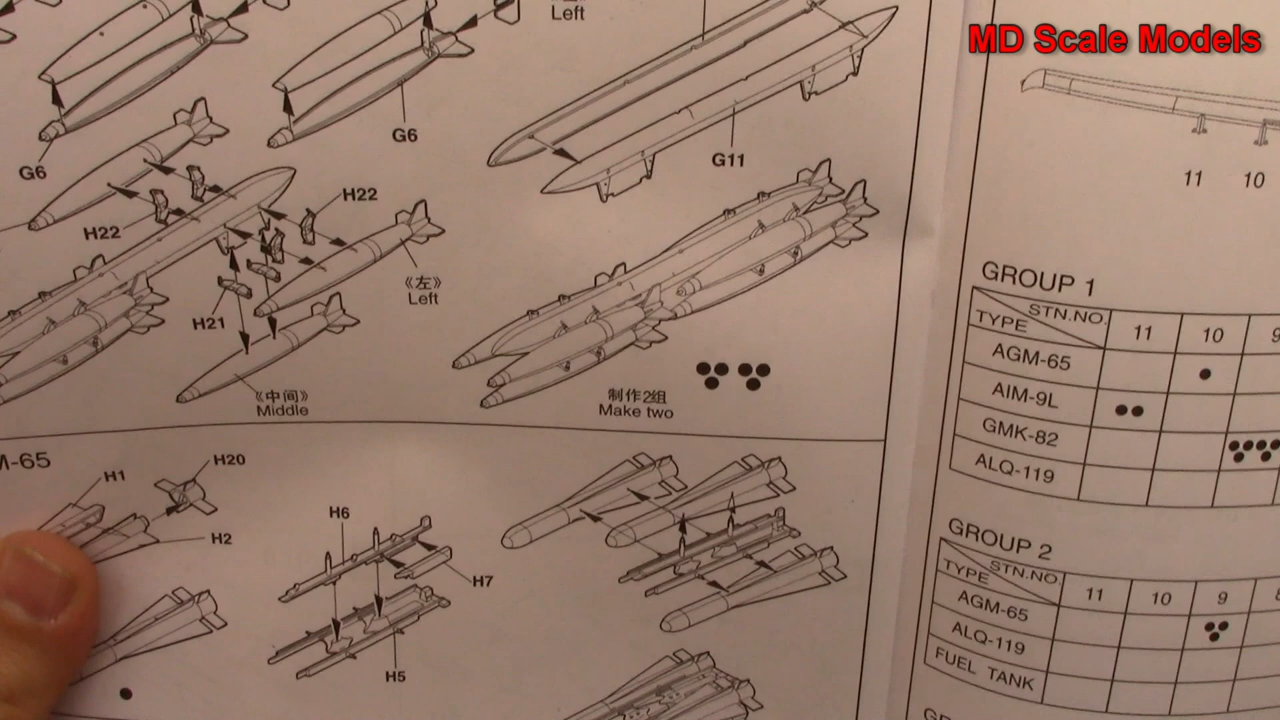 MD Scale Models
Left
G6
G6
G11
H22
H22
《左》
Left
H21
《中间》
Middle
制作2组
Make two
H1
H20
H2
H6
H7
H5
11 10
GROUP 1
STN.NO.
TYPE
11 10 9
AGM-65
AIM-9L
GMK-82
ALQ-119
GROUP 2
STN.NO.
TYPE
11 10 9
AGM-65
ALQ-119
FUEL TANK